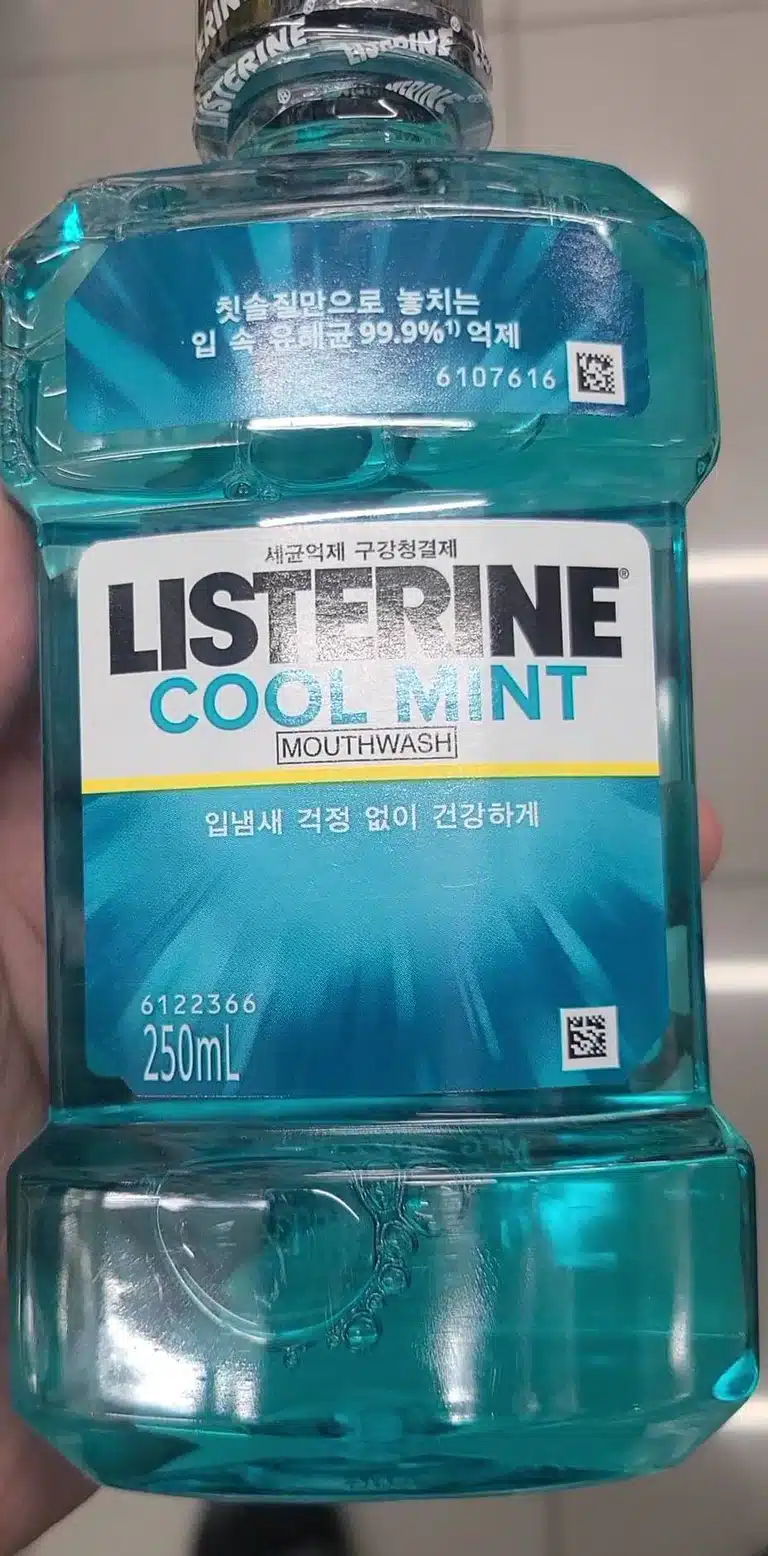 LISTERINE
LISTERINE
칫솔질만으로 놓치는
입 속 유해균 99.9%¹⁾ 억제
6107616
세균억제 구강청결제
LISTERINE®
COOL MINT
MOUTHWASH
입냄새 걱정 없이 건강하게
6122366
250mL